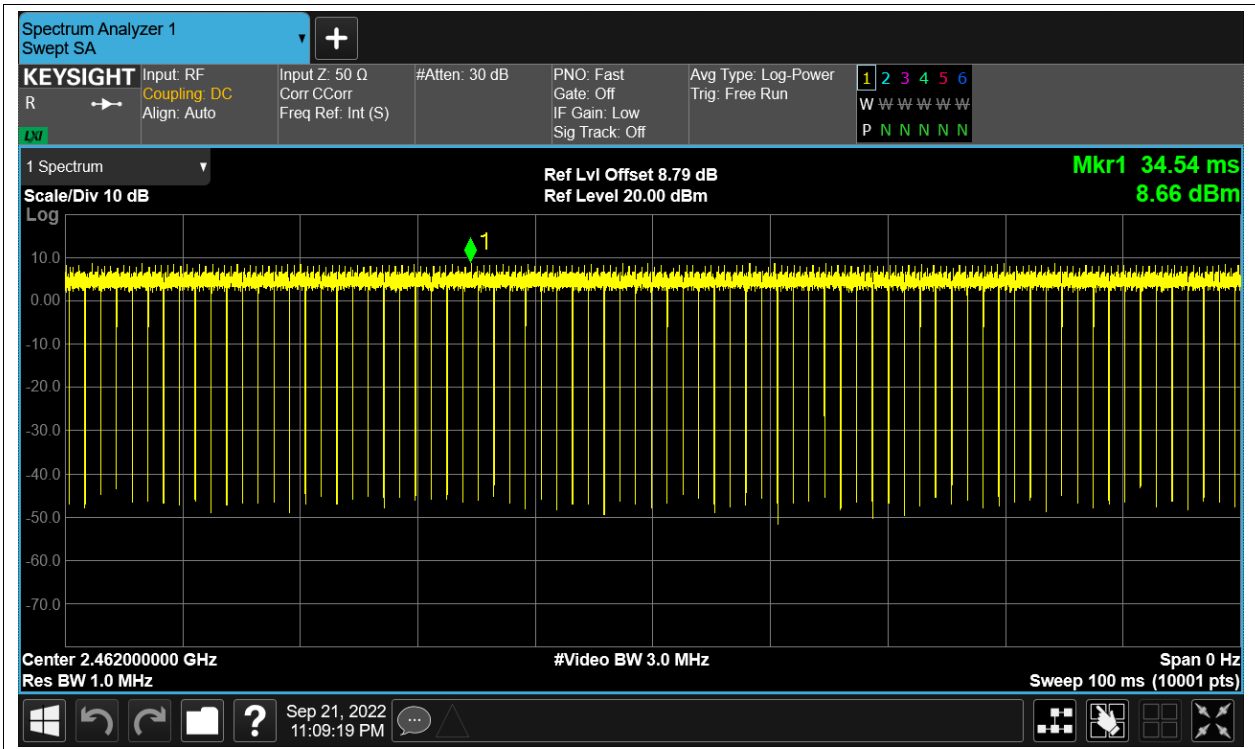 Spectrum Analyzer 1
Swept SA
KEYSIGHT
R
LXI
Input: RF
Coupling: DC
Align: Auto
Input Z: 50 Ω
Corr CCorr
Freq Ref: Int (S)
#Atten: 30 dB
PNO: Fast
Gate: Off
IF Gain: Low
Sig Track: Off
Avg Type: Log-Power
Trig: Free Run
1 2 3 4 5 6
W W W W W W
P N N N N N
1 Spectrum
Scale/Div 10 dB
Ref Lvl Offset 8.79 dB
Ref Level 20.00 dBm
Mkr1 34.54 ms
8.66 dBm
Log
1
10.0
0.00
-10.0
-20.0
-30.0
-40.0
-50.0
-60.0
-70.0
Center 2.462000000 GHz
#Video BW 3.0 MHz
Span 0 Hz
Res BW 1.0 MHz
Sweep 100 ms (10001 pts)
?
Sep 21, 2022
11:09:19 PM